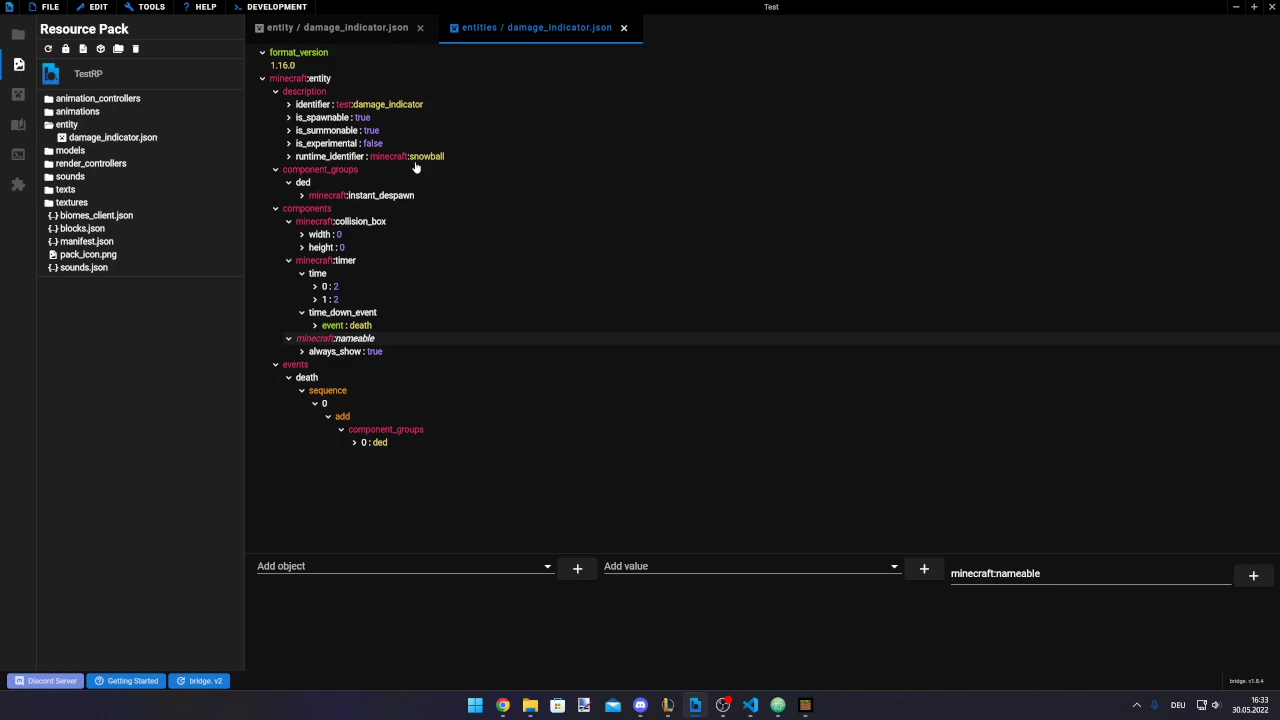 FILE EDIT TOOLS HELP DEVELOPMENT Test
Resource Pack
TestRP
animation_controllers
animations
entity
damage_indicator.json
models
render_controllers
sounds
texts
textures
biomes_client.json
blocks.json
manifest.json
pack_icon.png
sounds.json
entity / damage_indicator.json
entities / damage_indicator.json
format_version
1.16.0
minecraft:entity
description
identifier : test:damage_indicator
is_spawnable : true
is_summonable : true
is_experimental : false
runtime_identifier : minecraft:snowball
component_groups
ded
minecraft:instant_despawn
components
minecraft:collision_box
width : 0
height : 0
minecraft:timer
time
0 : 2
1 : 2
time_down_event
event : death
minecraft:nameable
always_show : true
events
death
sequence
0
add
component_groups
0 : ded
Add object
Add value
minecraft:nameable
Discord Server
Getting Started
bridge. v2
bridge. v1.8.4
DEU
16:33
30.05.2022